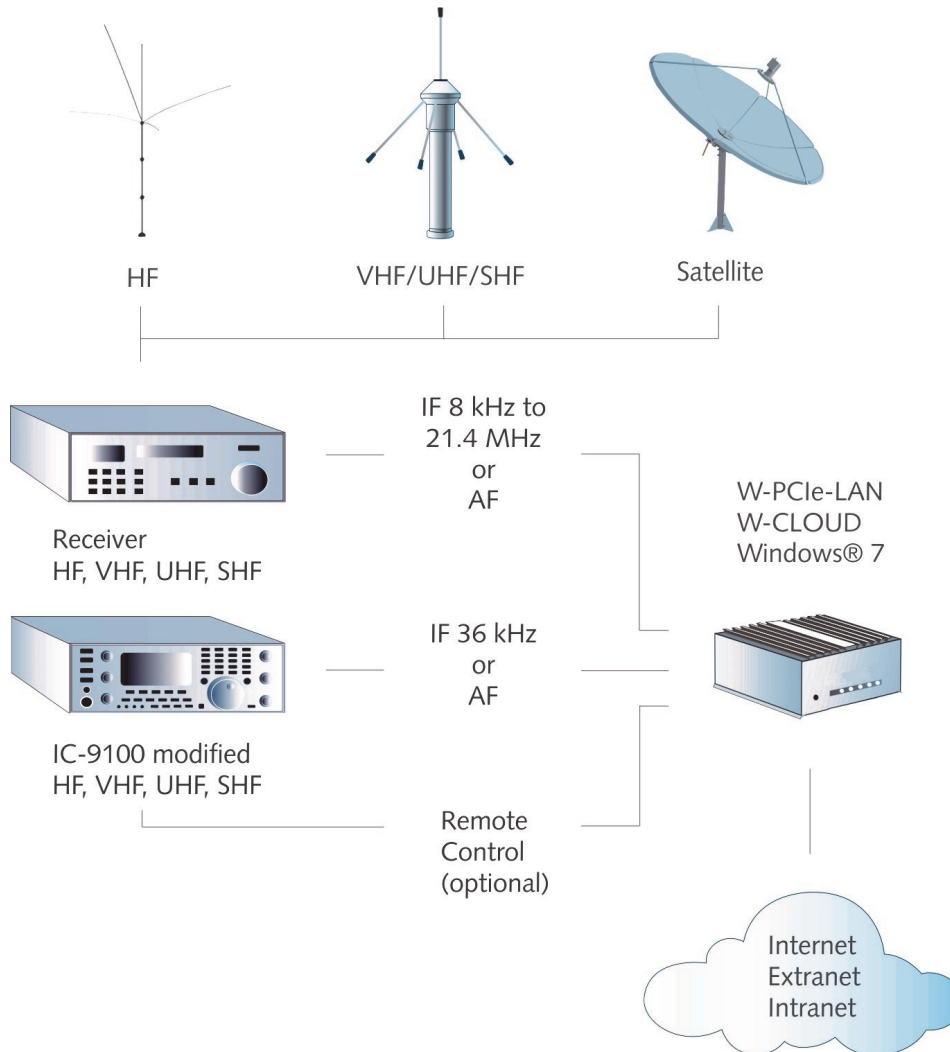 HF
VHF/UHF/SHF
Satellite
IF 8 kHz to
21.4 MHz
or
AF
W-PCIe-LAN
W-CLOUD
Windows® 7
Receiver
HF, VHF, UHF, SHF
IF 36 kHz
or
AF
IC-9100 modified
HF, VHF, UHF, SHF
Remote
Control
(optional)
Internet
Extranet
Intranet